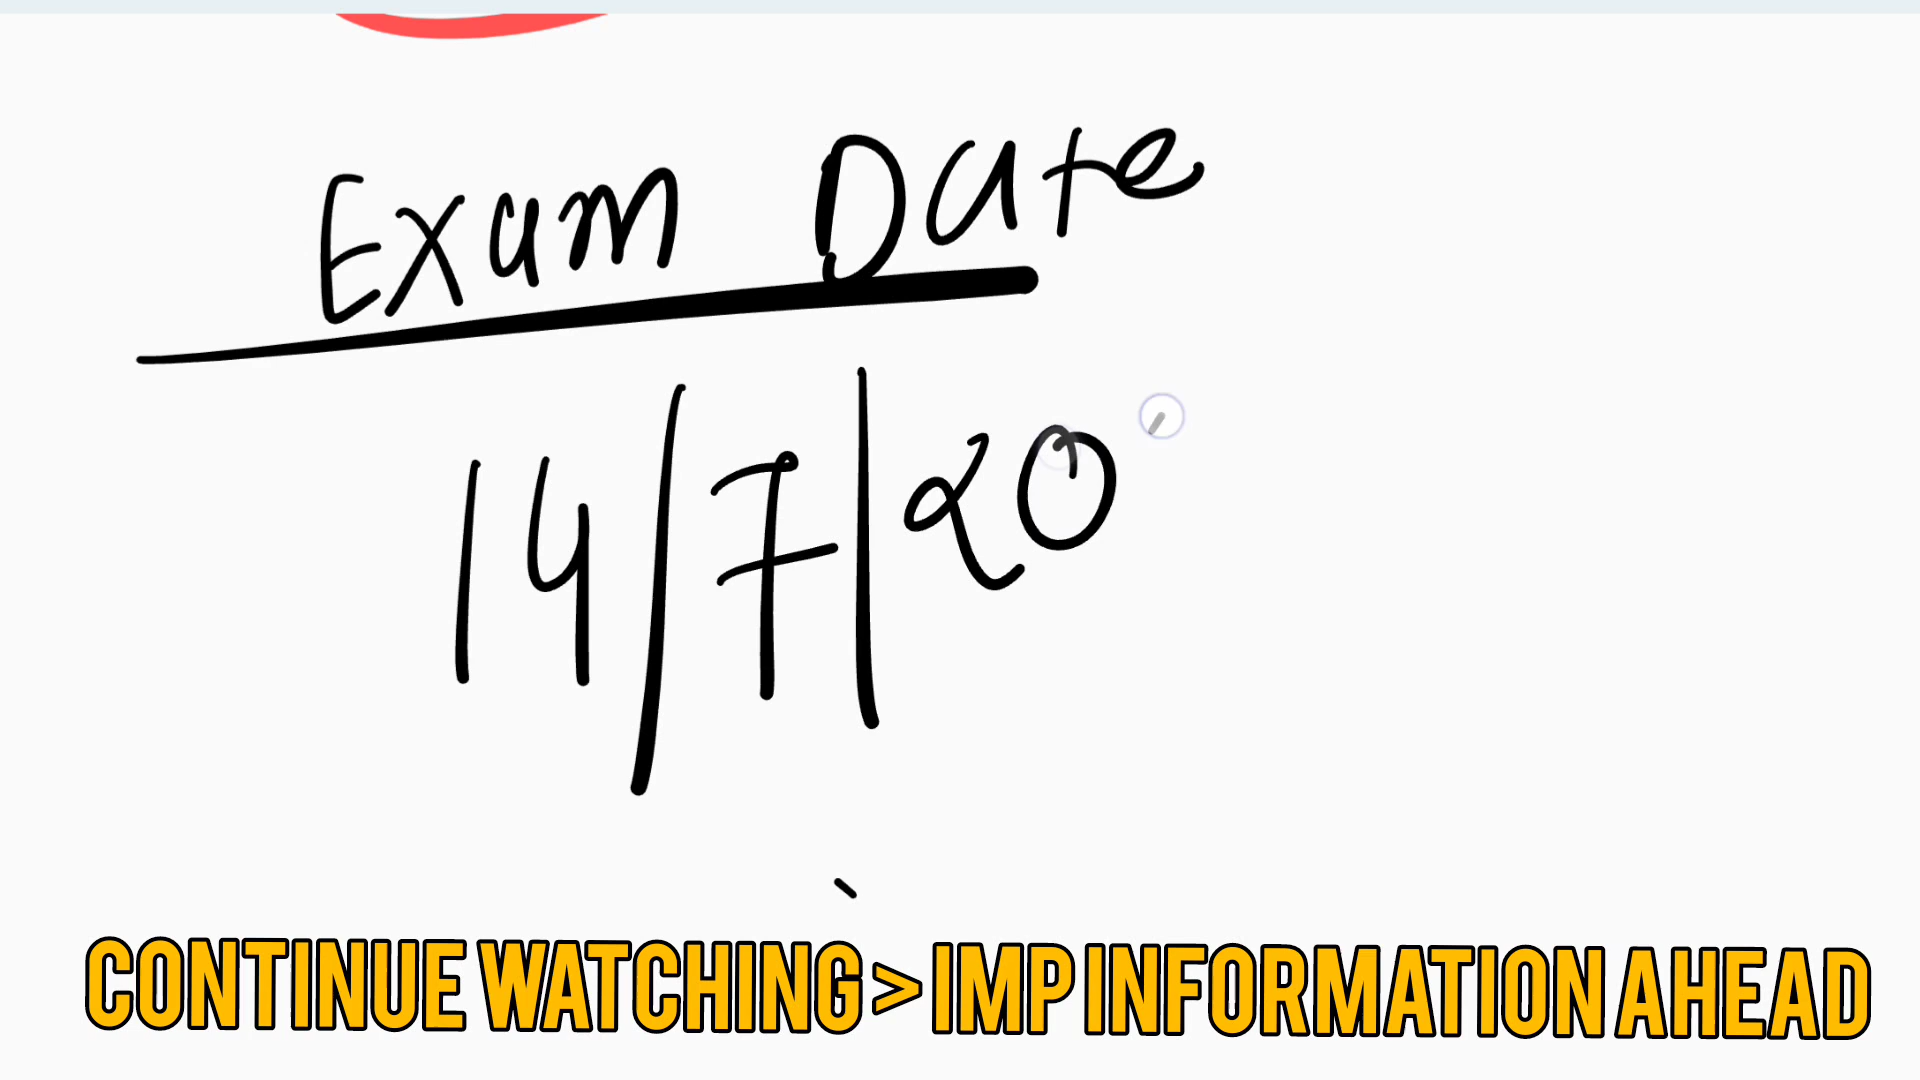 Exam Date
14/7/20
CONTINUE WATCHING > IMP INFORMATION AHEAD